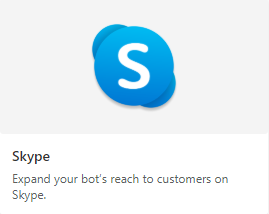 S
Skype
Expand your bot's reach to customers on
Skype.